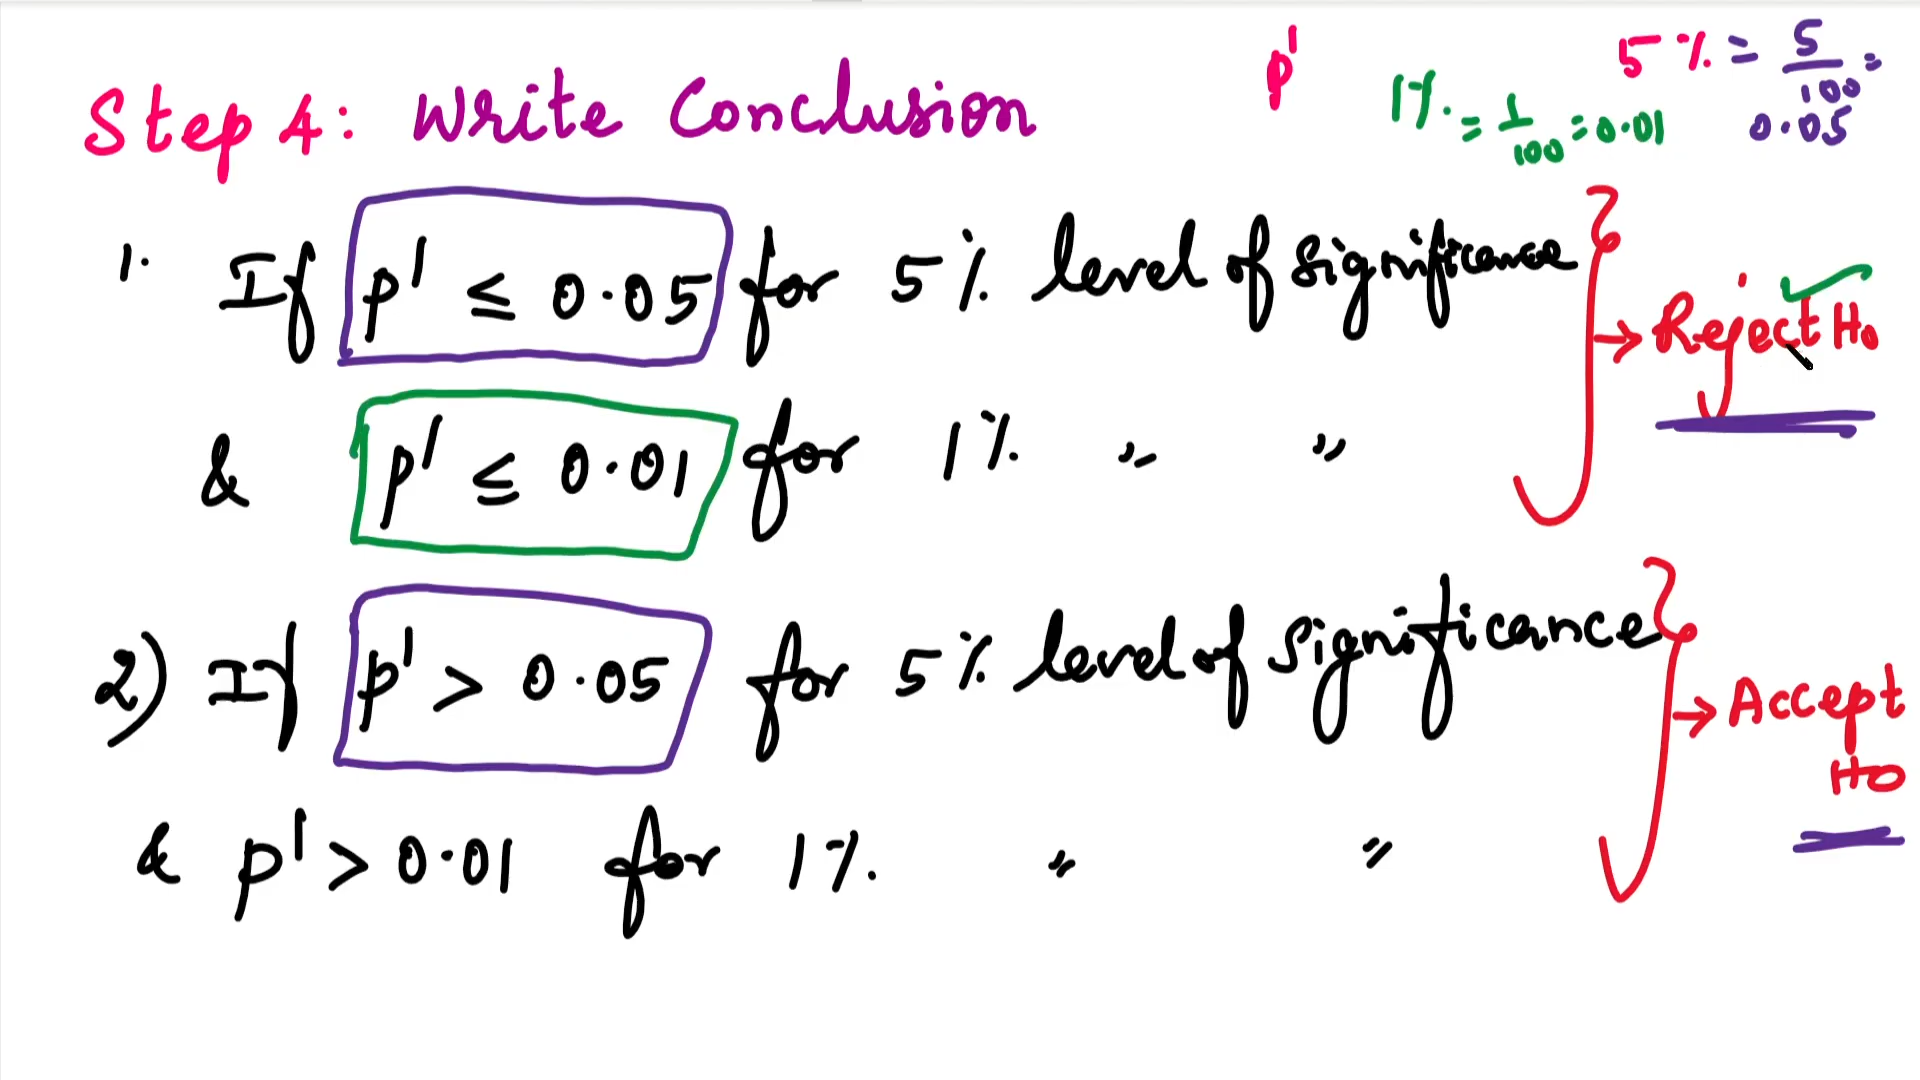 p'
5% = 5/100 =
0.05
1% = 1/100 = 0.01
Step 4: Write Conclusion
1. If p' ≤ 0.05 for 5% level of significance
→ Reject H₀
& p' ≤ 0.01 for 1% " "
2) If p' > 0.05 for 5% level of significance
→ Accept
H0
& p' > 0.01 for 1% " "